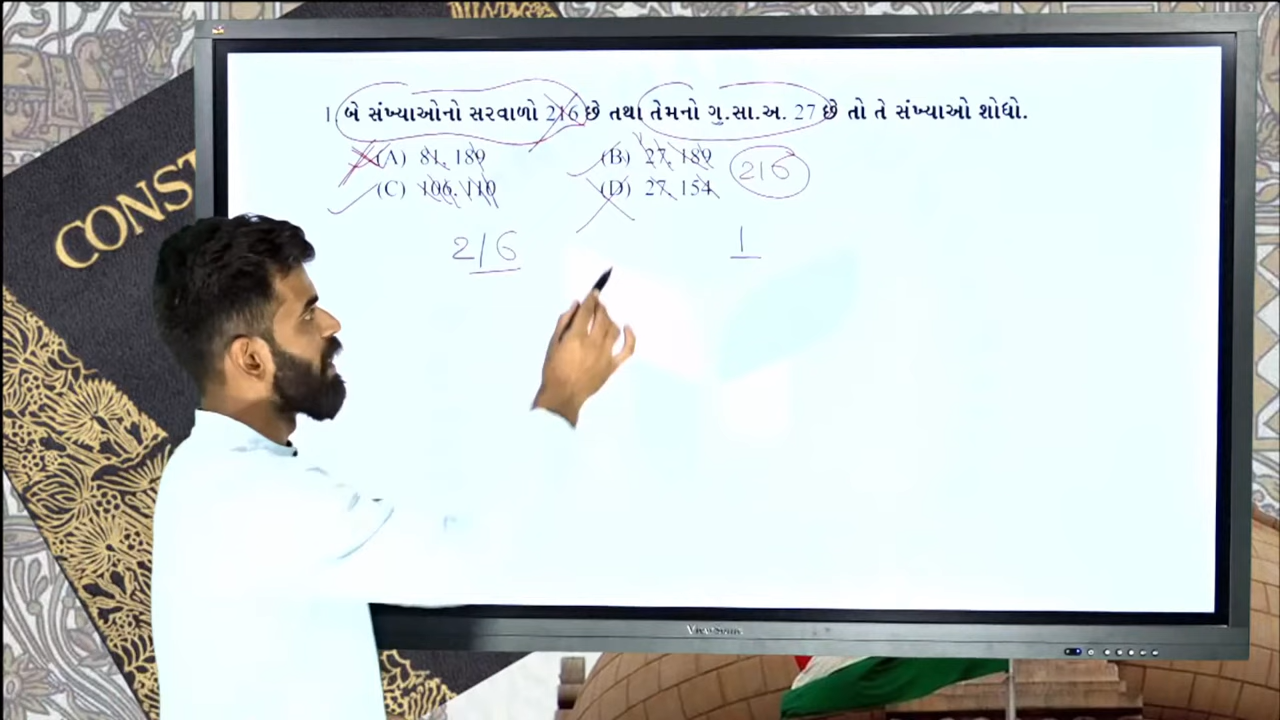 1. બે સંખ્યાઓનો સરવાળો 216 છે તથા તેમનો ગુ.સા.અ. 27 છે તો તે સંખ્યાઓ શોધો.
(A) 81, 189 (B) 27, 189
216
(C) 106, 110 (D) 27, 154
216 1
CONST
ViewSonic